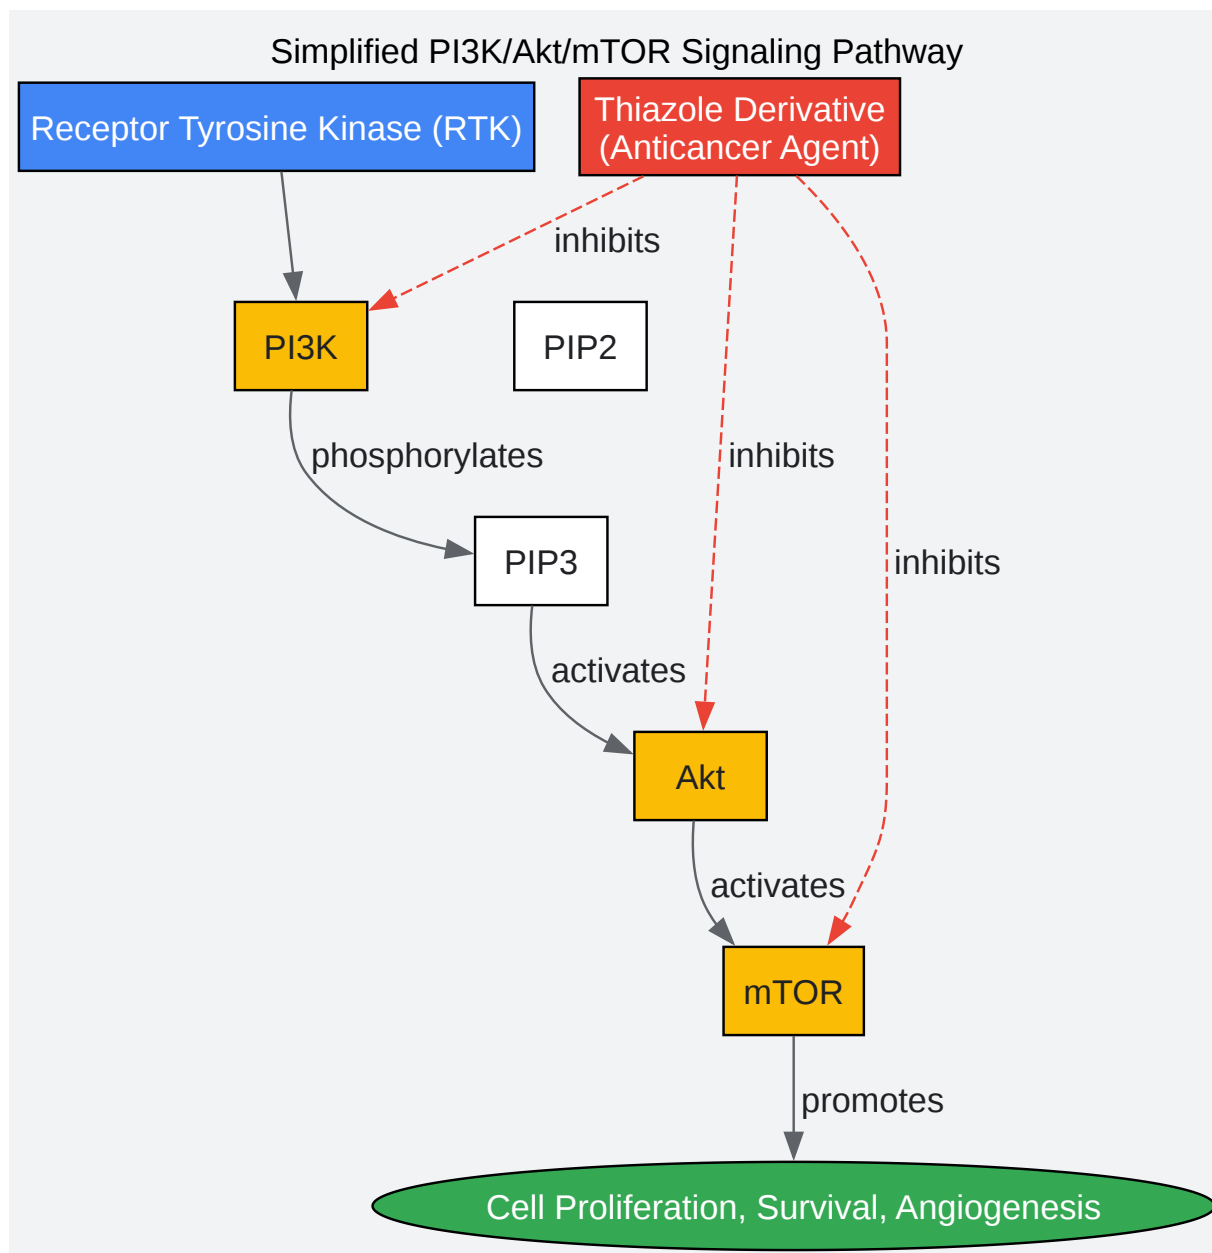 Simplified PI3K/Akt/mTOR Signaling Pathway
Receptor Tyrosine Kinase (RTK)
Thiazole Derivative
(Anticancer Agent)
inhibits
PI3K
PIP2
phosphorylates
inhibits
PIP3
inhibits
activates
Akt
activates
mTOR
promotes
Cell Proliferation, Survival, Angiogenesis